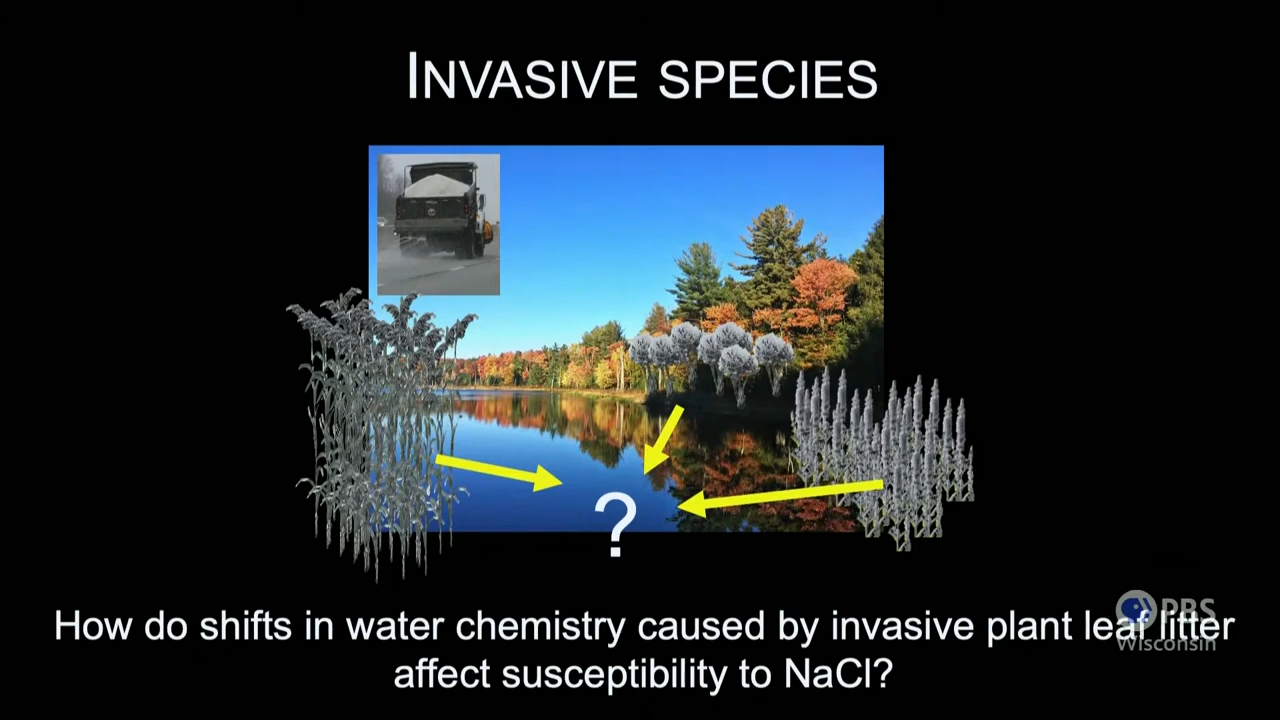 INVASIVE SPECIES
?
How do shifts in water chemistry caused by invasive plant leaf litter
affect susceptibility to NaCl?
PBS
Wisconsin